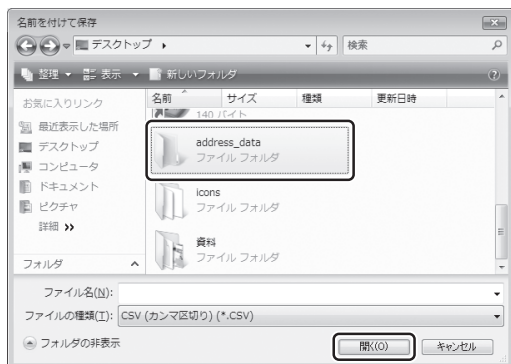 名前を付けて保存
デスクトップ
検索
整理 表示 新しいフォルダ
お気に入りリンク
最近表示した場所
デスクトップ
コンピュータ
ドキュメント
ピクチャ
詳細 >>
フォルダ
名前 サイズ 種類 更新日時
140 バイト
address_data
ファイル フォルダ
icons
ファイル フォルダ
資料
ファイル フォルダ
ファイル名(N):
ファイルの種類(T): CSV (カンマ区切り) (*.CSV)
フォルダの非表示 開く(O) キャンセル